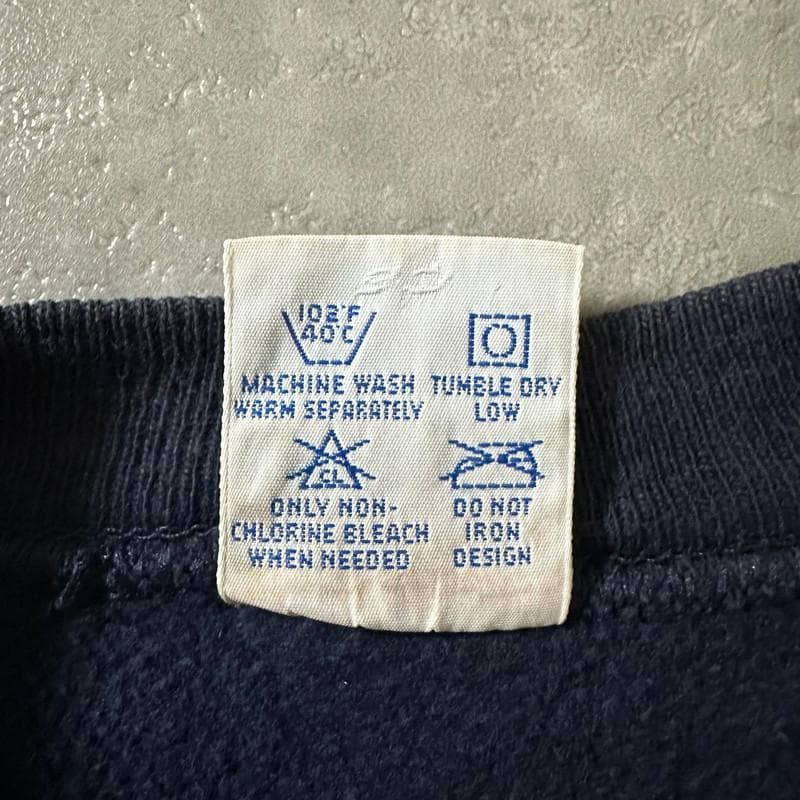 102°F
40°C
MACHINE WASH
WARM SEPARATELY
TUMBLE DRY
LOW
CL
ONLY NON-
CHLORINE BLEACH
WHEN NEEDED
DO NOT
IRON
DESIGN